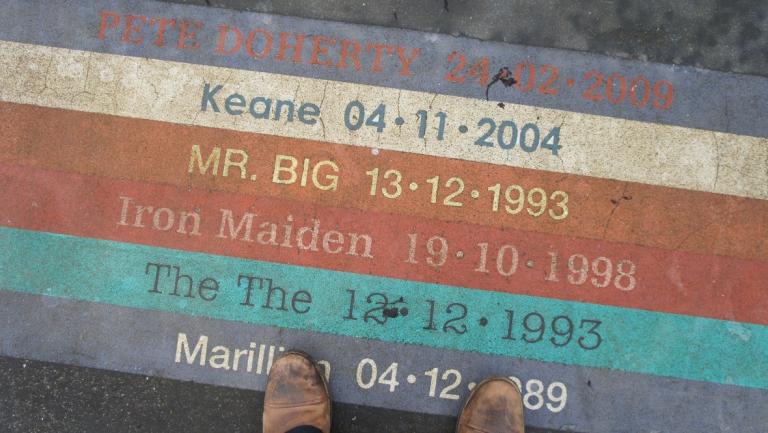 PETE DOHERTY 24·02·2009
Keane 04·11·2004
MR. BIG 13·12·1993
Iron Maiden 19·10·1998
The The 12·12·1993
04·12·